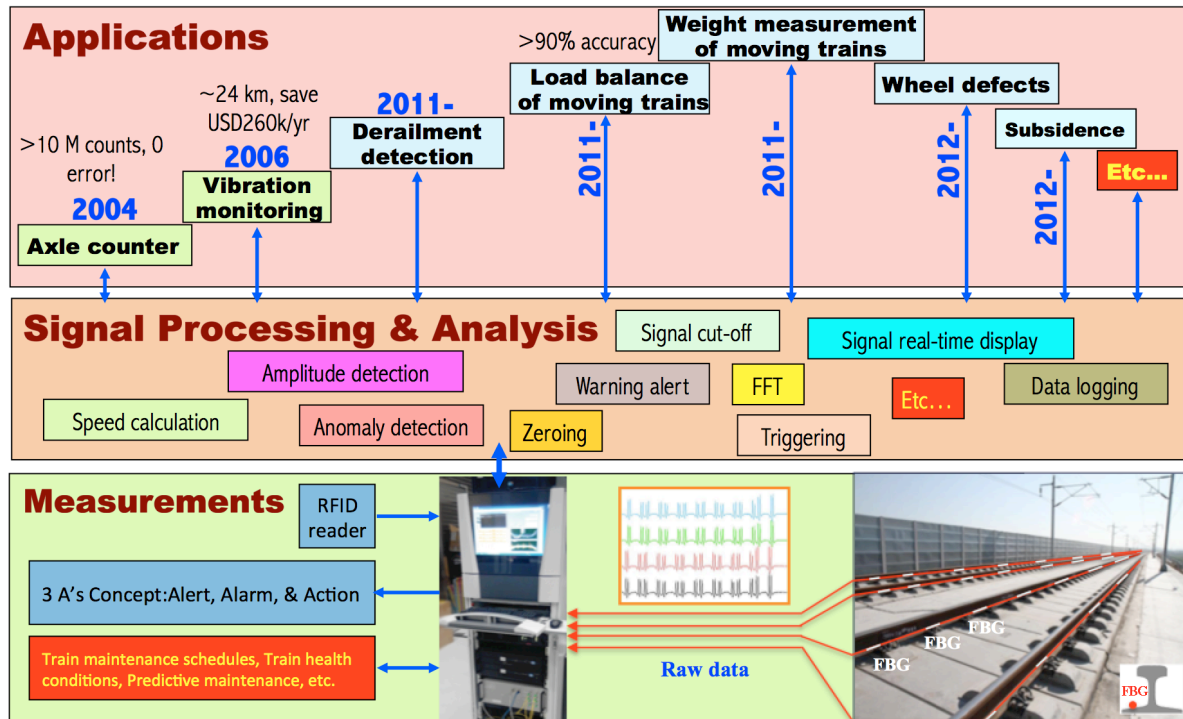 Applications
>10 M counts, 0
error!
2004
Axle counter
~24 km, save
USD260k/yr
2006
Vibration
monitoring
2011-
Derailment
detection
>90% accuracy
Load balance
of moving trains
2011-
Weight measurement
of moving trains
2011-
Wheel defects
2012-
Subsidence
2012-
Etc...
Signal Processing & Analysis
Signal cut-off
Signal real-time display
Amplitude detection
Warning alert
FFT
Etc...
Data logging
Speed calculation
Anomaly detection
Zeroing
Triggering
Measurements
RFID
reader
3 A's Concept:Alert, Alarm, & Action
Train maintenance schedules, Train health
conditions, Predictive maintenance, etc.
Raw data
FBG
FBG
FBG
FBG